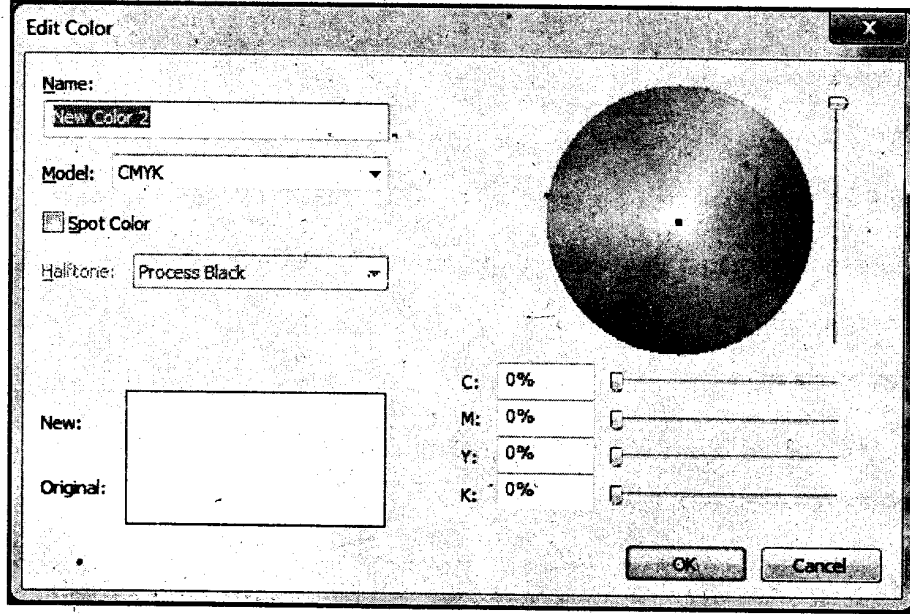 Edit Color
X
Name:
New Color 2
Model: CMYK
Spot Color
Halftone: Process Black
New:
Original:
C: 0%
M: 0%
Y: 0%
K: 0%
OK Cancel